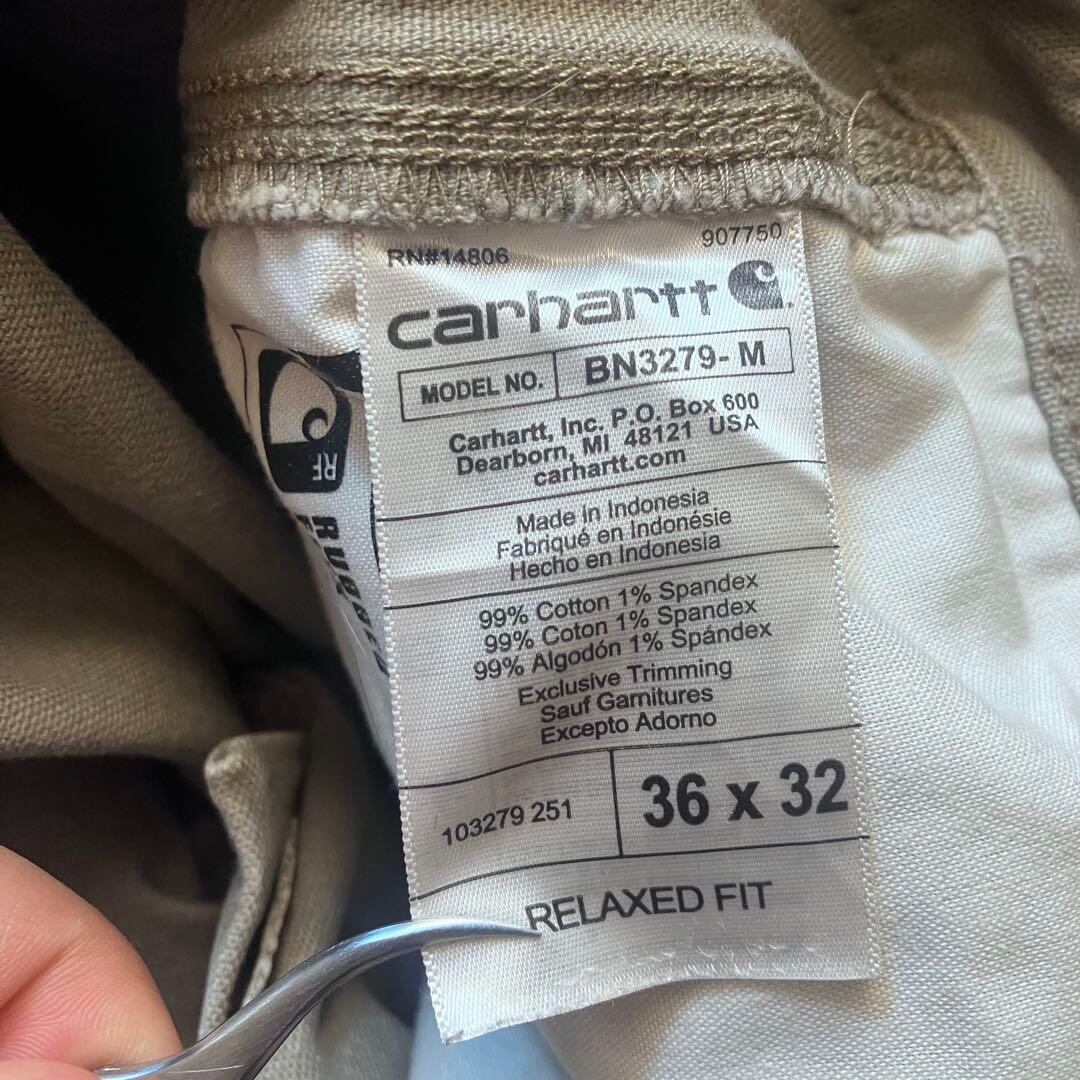 RN#14806
907750
carhartt
MODEL NO. BN3279- M
Carhartt, Inc. P.O. Box 600
Dearborn, MI 48121 USA
carhartt.com
Made in Indonesia
Fabriqué en Indonésie
Hecho en Indonesia
99% Cotton 1% Spandex
99% Coton 1% Spandex
99% Algodón 1% Spándex
Exclusive Trimming
Sauf Garnitures
Excepto Adorno
103279 251
36 x 32
RELAXED FIT
RF
RUGGED